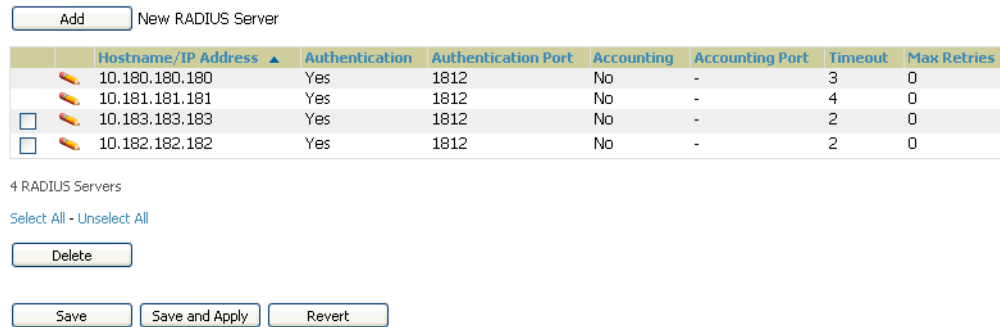 Add New RADIUS Server
Hostname/IP Address ▲ Authentication Authentication Port Accounting Accounting Port Timeout Max Retries
10.180.180.180 Yes 1812 No - 3 0
10.181.181.181 Yes 1812 No - 4 0
10.183.183.183 Yes 1812 No - 2 0
10.182.182.182 Yes 1812 No - 2 0
4 RADIUS Servers
Select All - Unselect All
Delete
Save Save and Apply Revert